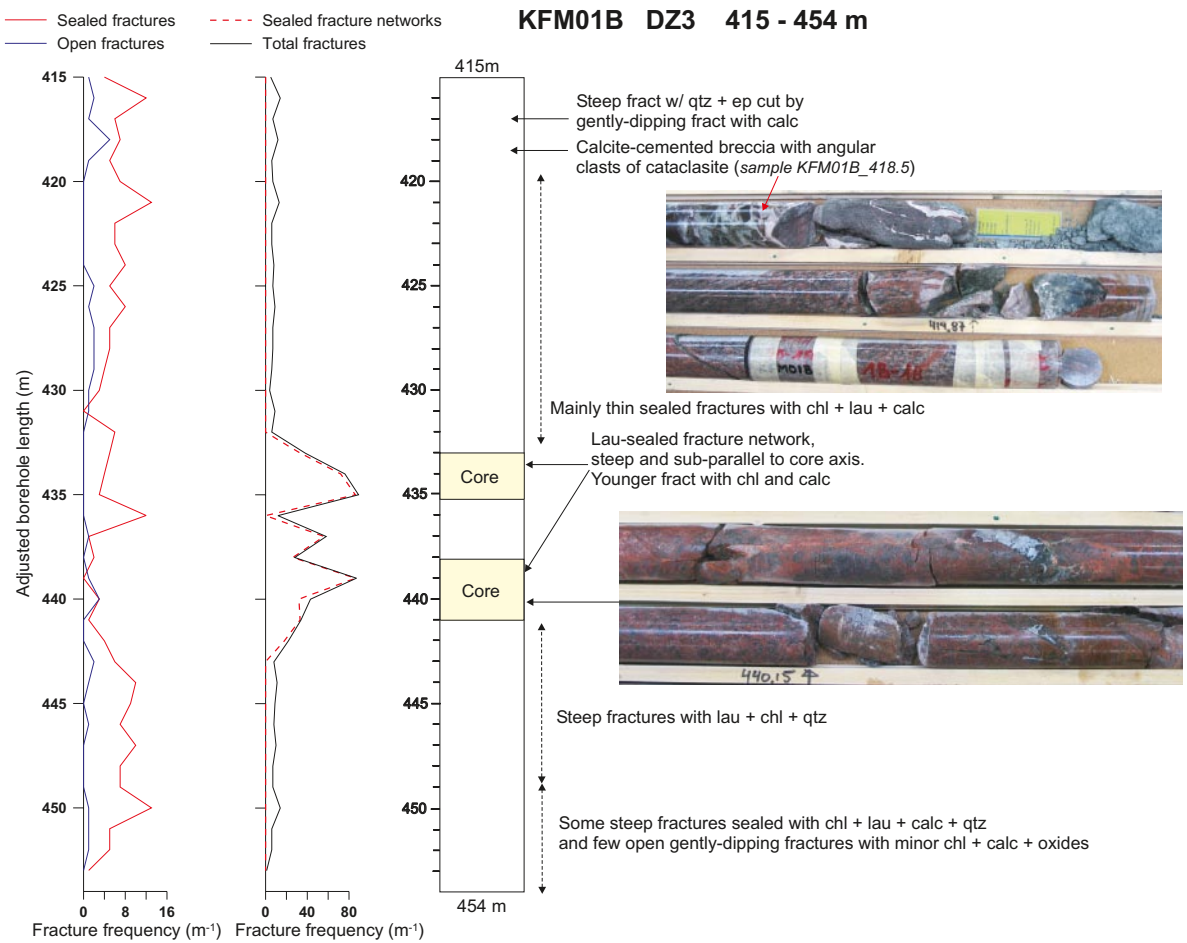 KFM01B DZ3 415 - 454 m
Sealed fractures
Open fractures
Sealed fracture networks
Total fractures
Adjusted borehole length (m)
415
420
425
430
435
440
445
450
0 8 16
Fracture frequency (m-1)
0 40 80
Fracture frequency (m-1)
415m
420
425
430
435
440
445
450
454 m
Core
Core
Steep fract w/ qtz + ep cut by
gently-dipping fract with calc
Calcite-cemented breccia with angular
clasts of cataclasite (sample KFM01B_418.5)
419,87
MD1B
1B-1B
Mainly thin sealed fractures with chl + lau + calc
Lau-sealed fracture network,
steep and sub-parallel to core axis.
Younger fract with chl and calc
440.15
Steep fractures with lau + chl + qtz
Some steep fractures sealed with chl + lau + calc + qtz
and few open gently-dipping fractures with minor chl + calc + oxides